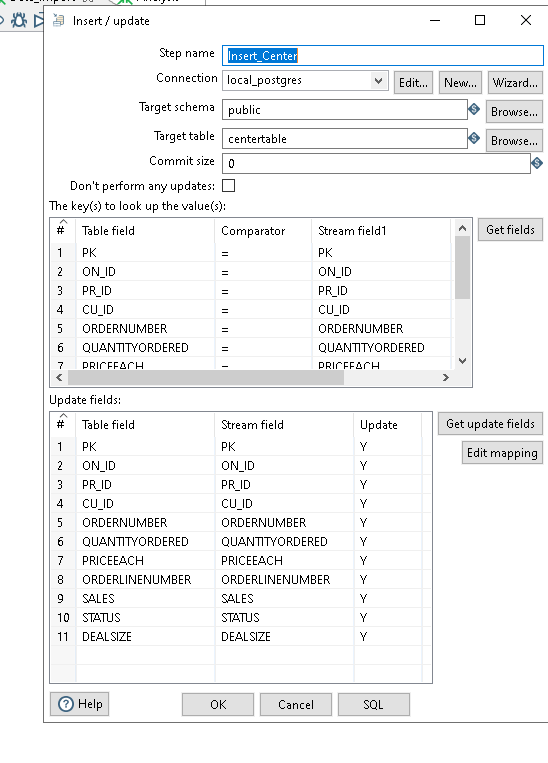 Insert / update
Step name Insert_Center
Connection local_postgres Edit... New... Wizard...
Target schema public Browse...
Target table centertable Browse...
Commit size 0
Don't perform any updates:
The key(s) to look up the value(s):
# Table field Comparator Stream field1 Get fields
1 PK = PK
2 ON_ID = ON_ID
3 PR_ID = PR_ID
4 CU_ID = CU_ID
5 ORDERNUMBER = ORDERNUMBER
6 QUANTITYORDERED = QUANTITYORDERED
7 PRICEEACH = PRICEEACH
Update fields:
# Table field Stream field Update Get update fields
Edit mapping
1 PK PK Y
2 ON_ID ON_ID Y
3 PR_ID PR_ID Y
4 CU_ID CU_ID Y
5 ORDERNUMBER ORDERNUMBER Y
6 QUANTITYORDERED QUANTITYORDERED Y
7 PRICEEACH PRICEEACH Y
8 ORDERLINENUMBER ORDERLINENUMBER Y
9 SALES SALES Y
10 STATUS STATUS Y
11 DEALSIZE DEALSIZE Y
Help OK Cancel SQL